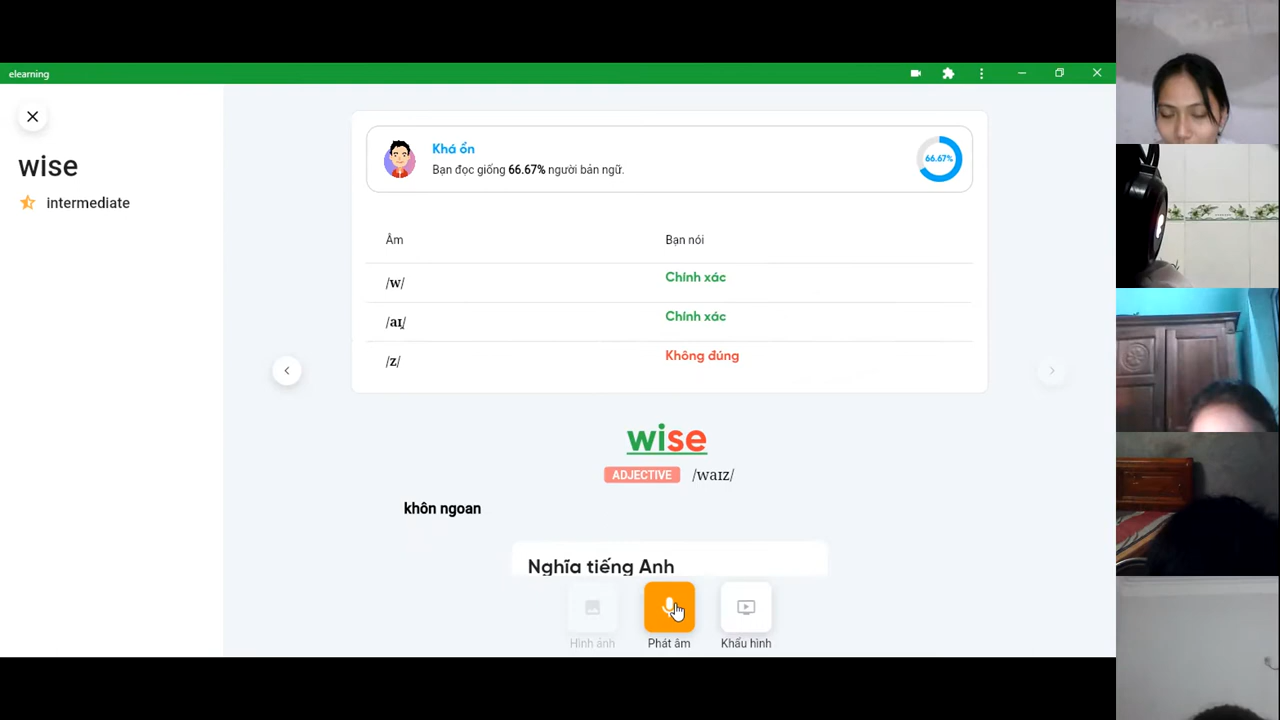 elearning
wise
intermediate
Khá ổn
Bạn đọc giống 66.67% người bản ngữ.
66.67%
Âm
Bạn nói
/w/
Chính xác
/aɪ/
Chính xác
/z/
Không đúng
wise
ADJECTIVE
/waɪz/
khôn ngoan
Nghĩa tiếng Anh
Hình ảnh
Phát âm
Khẩu hình